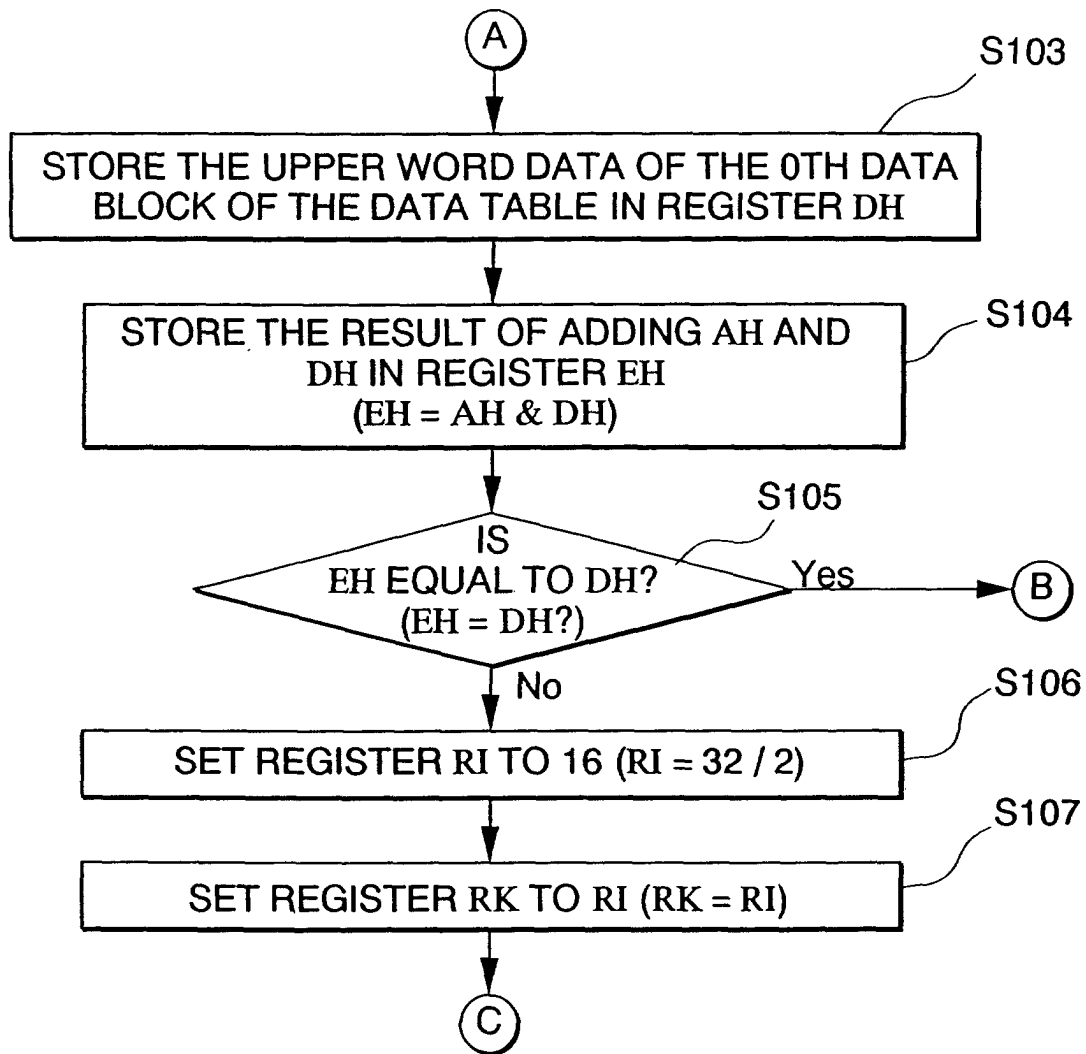 A
S103
STORE THE UPPER WORD DATA OF THE 0TH DATA
BLOCK OF THE DATA TABLE IN REGISTER DH
S104
STORE THE RESULT OF ADDING AH AND
DH IN REGISTER EH
(EH = AH & DH)
S105
IS
EH EQUAL TO DH?
(EH = DH?)
Yes
B
No
S106
SET REGISTER RI TO 16 (RI = 32 / 2)
S107
SET REGISTER RK TO RI (RK = RI)
C